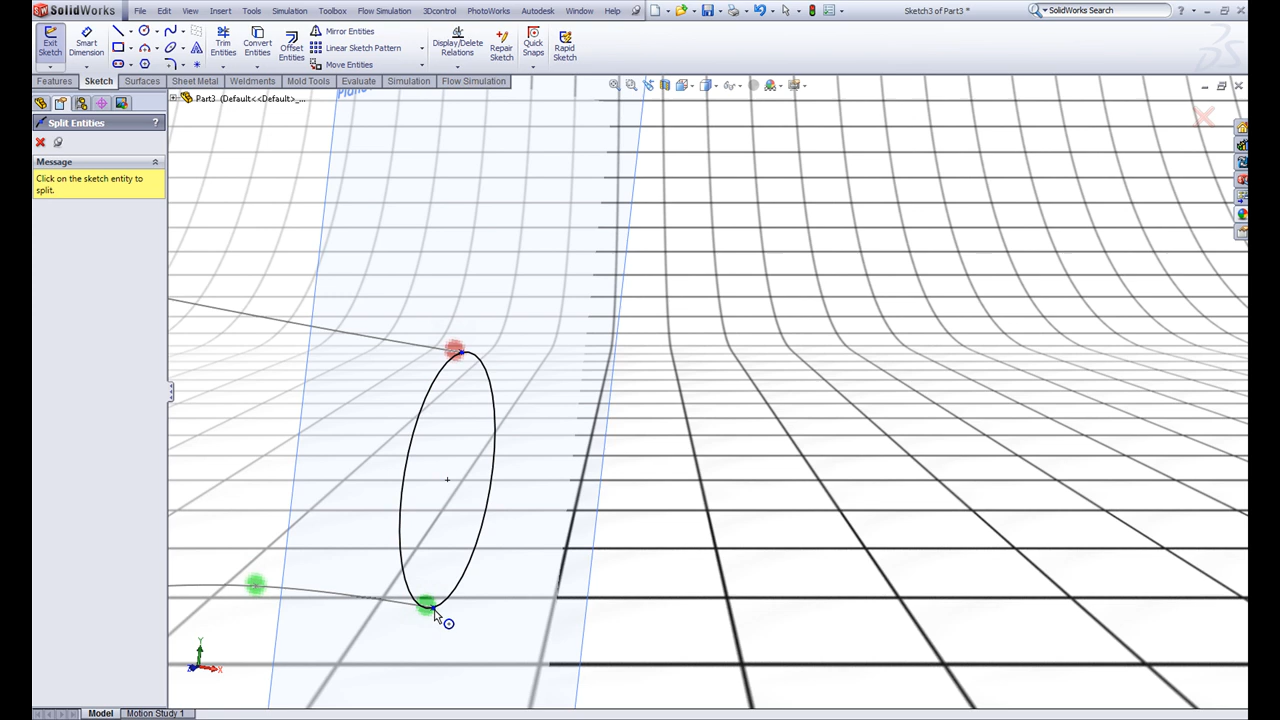 SolidWorks File Edit View Insert Tools Simulation Toolbox Flow Simulation 3Dcontrol SolidWorks Autodesk Window Help Sketch3 of Part3 * SolidWorks Search ?
Exit Sketch
Smart Dimension
Trim Entities
Convert Entities
Offset Entities
Mirror Entities
Linear Sketch Pattern
Move Entities
Display/Delete Relations
Repair Sketch
Quick Snaps
Rapid Sketch
Features Sketch Surfaces Sheet Metal Weldments Mold Tools Evaluate Simulation Flow Simulation
Part3 (Default<<Default>_...
Split Entities ?
Message
Click on the sketch entity to
split.
Y
X
Model Motion Study 1